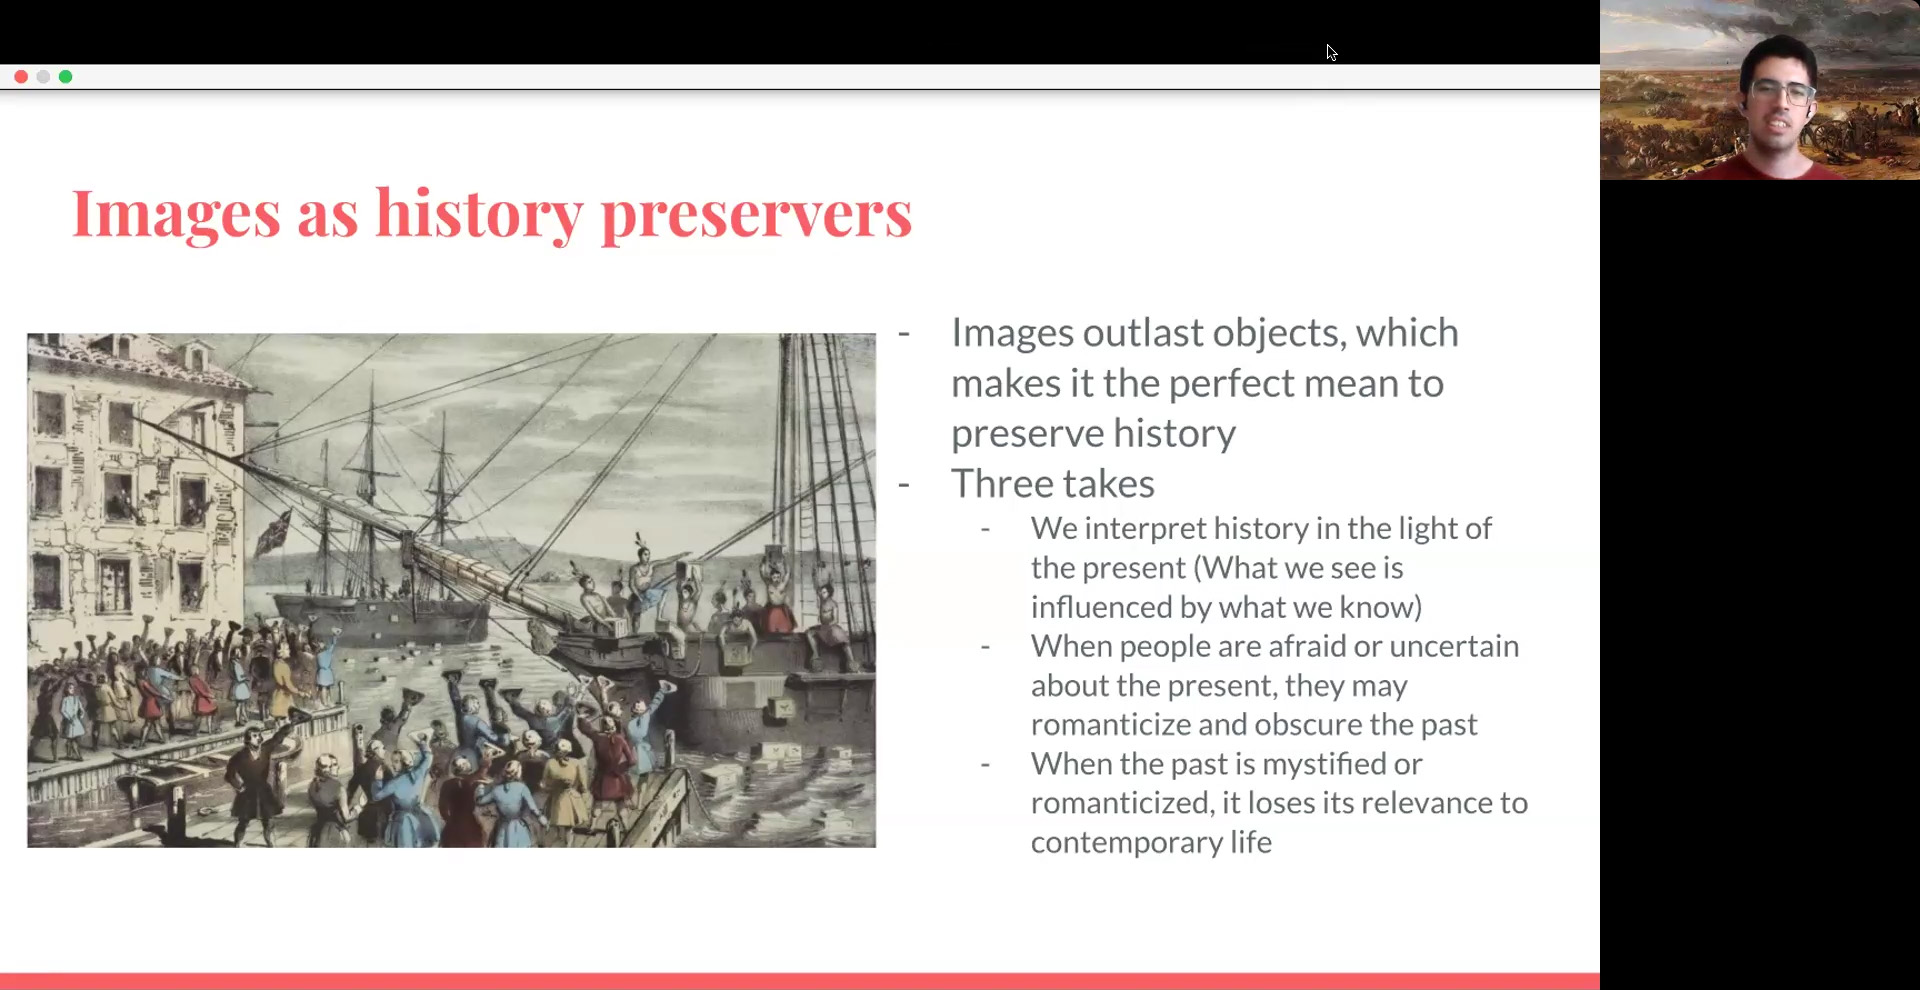 Images as history preservers
- Images outlast objects, which
makes it the perfect mean to
preserve history
- Three takes
- We interpret history in the light of
the present (What we see is
influenced by what we know)
- When people are afraid or uncertain
about the present, they may
romanticize and obscure the past
- When the past is mystified or
romanticized, it loses its relevance to
contemporary life